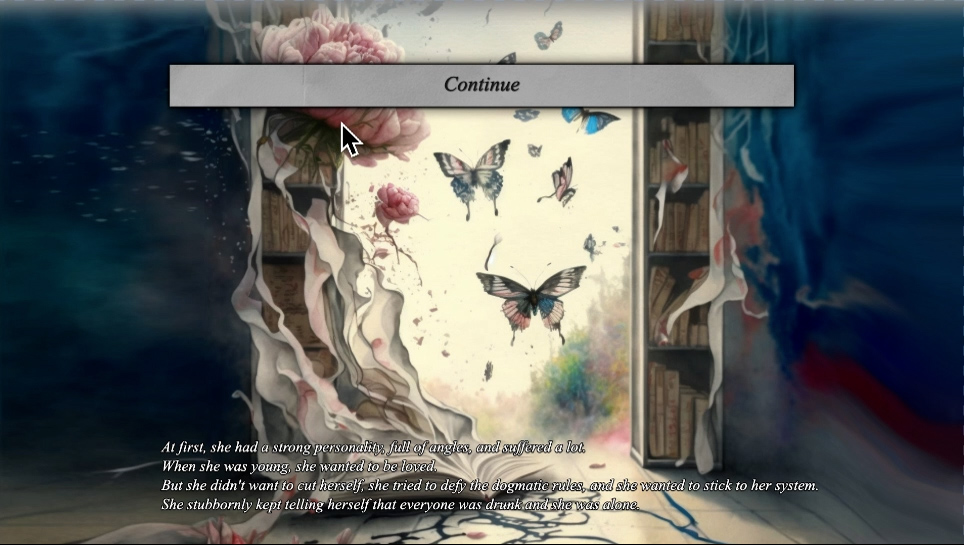 Continue
At first, she had a strong personality, full of angles, and suffered a lot.
When she was young, she wanted to be loved.
But she didn't want to cut herself, she tried to defy the dogmatic rules, and she wanted to stick to her system.
She stubbornly kept telling herself that everyone was drunk and she was alone.